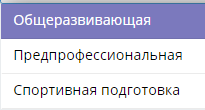 Общеразвивающая
Предпрофессиональная
Спортивная подготовка